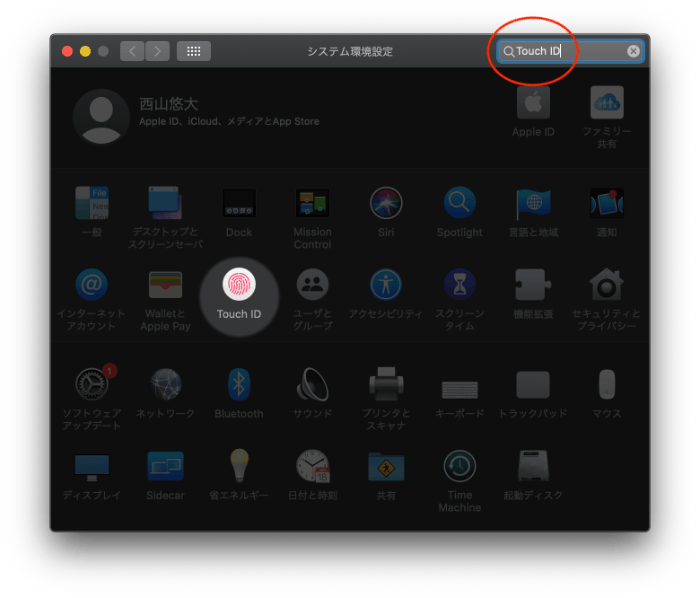 システム環境設定
Touch ID
西山悠大
Apple ID、iCloud、メディアとApp Store
Apple ID
ファミリー
共有
File
New
一般
デスクトップと
スクリーンセーバ
Dock
Mission
Control
Siri
Spotlight
言語と地域
通知
インターネット
アカウント
Walletと
Apple Pay
Touch ID
ユーザと
グループ
アクセシビリティ
スクリーン
タイム
機能拡張
セキュリティと
プライバシー
1
ソフトウェア
アップデート
ネットワーク
Bluetooth
サウンド
プリンタと
スキャナ
キーボード
トラックパッド
マウス
ディスプレイ
Sidecar
省エネルギー
18
日付と時刻
共有
Time
Machine
起動ディスク